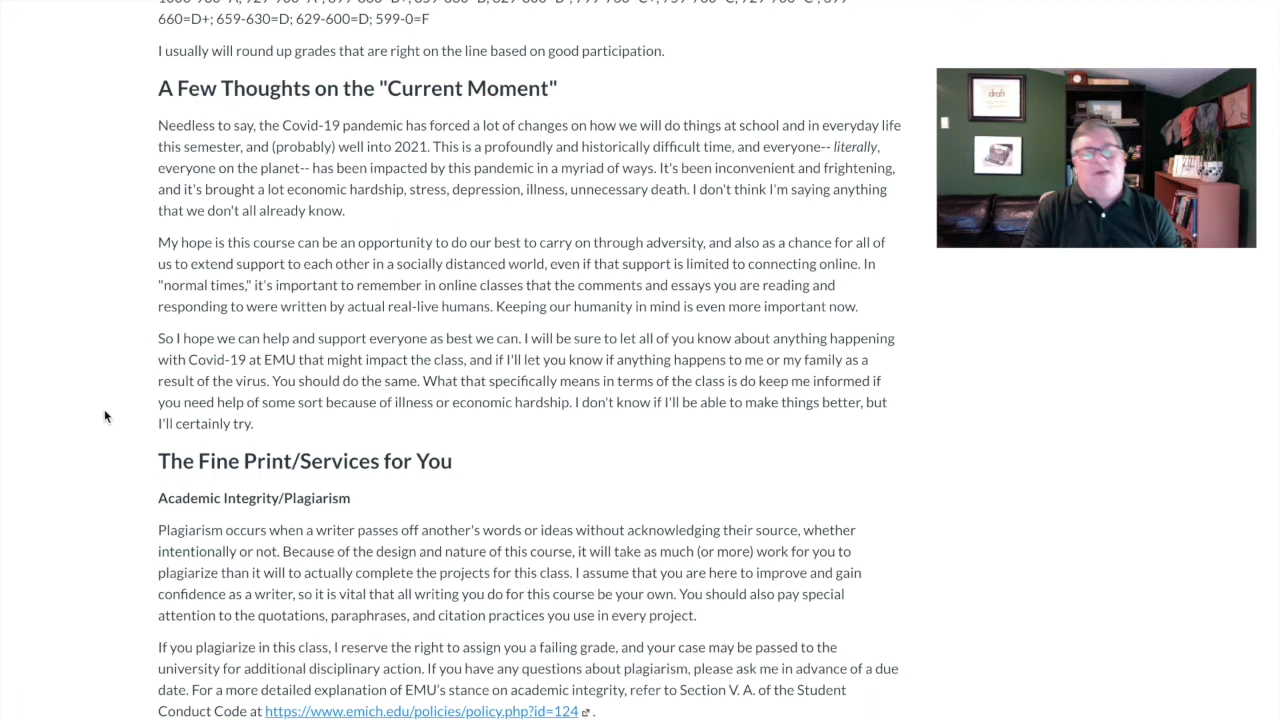 660=D+; 659-630=D; 629-600=D; 599-0=F
I usually will round up grades that are right on the line based on good participation.
A Few Thoughts on the "Current Moment"
Needless to say, the Covid-19 pandemic has forced a lot of changes on how we will do things at school and in everyday life
this semester, and (probably) well into 2021. This is a profoundly and historically difficult time, and everyone-- literally,
everyone on the planet-- has been impacted by this pandemic in a myriad of ways. It's been inconvenient and frightening,
and it's brought a lot economic hardship, stress, depression, illness, unnecessary death. I don't think I'm saying anything
that we don't all already know.
My hope is this course can be an opportunity to do our best to carry on through adversity, and also as a chance for all of
us to extend support to each other in a socially distanced world, even if that support is limited to connecting online. In
"normal times," it's important to remember in online classes that the comments and essays you are reading and
responding to were written by actual real-live humans. Keeping our humanity in mind is even more important now.
So I hope we can help and support everyone as best we can. I will be sure to let all of you know about anything happening
with Covid-19 at EMU that might impact the class, and if I'll let you know if anything happens to me or my family as a
result of the virus. You should do the same. What that specifically means in terms of the class is do keep me informed if
you need help of some sort because of illness or economic hardship. I don't know if I'll be able to make things better, but
I'll certainly try.
The Fine Print/Services for You
Academic Integrity/Plagiarism
Plagiarism occurs when a writer passes off another's words or ideas without acknowledging their source, whether
intentionally or not. Because of the design and nature of this course, it will take as much (or more) work for you to
plagiarize than it will to actually complete the projects for this class. I assume that you are here to improve and gain
confidence as a writer, so it is vital that all writing you do for this course be your own. You should also pay special
attention to the quotations, paraphrases, and citation practices you use in every project.
If you plagiarize in this class, I reserve the right to assign you a failing grade, and your case may be passed to the
university for additional disciplinary action. If you have any questions about plagiarism, please ask me in advance of a due
date. For a more detailed explanation of EMU’s stance on academic integrity, refer to Section V. A. of the Student
Conduct Code at https://www.emich.edu/policies/policy.php?id=124 .
draft